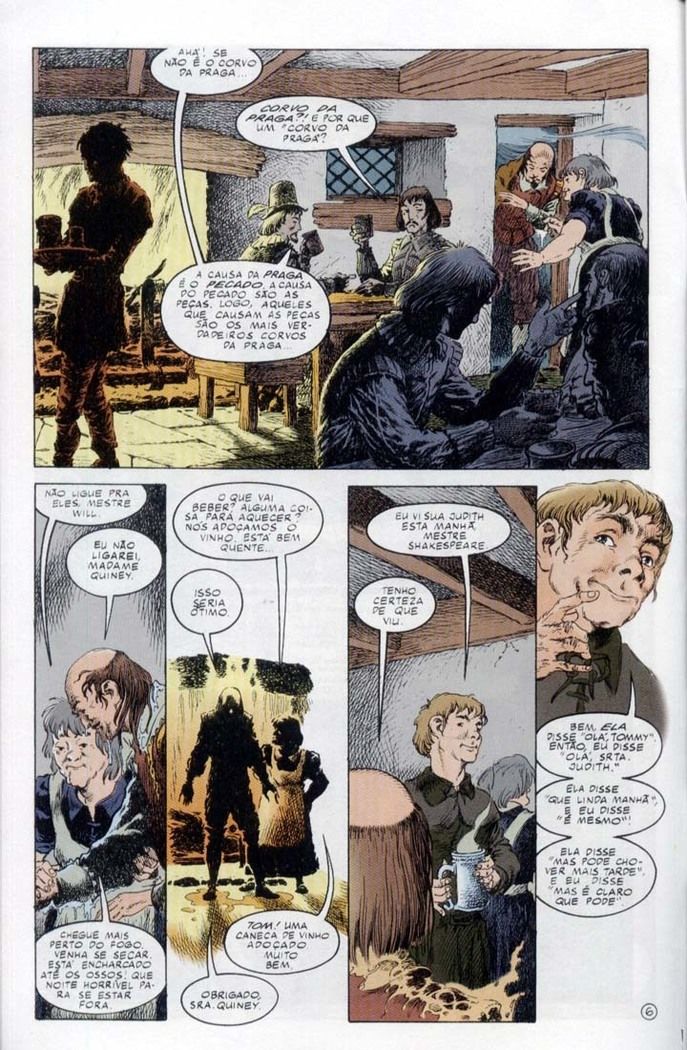 AHÁ! SE
NÃO É O CORVO
DA PRAGA...
CORVO DA
PRAGA?! E POR QUE
UM "CORVO DA
PRAGA"?
A CAUSA DA PRAGA
É O PECADO, A CAUSA
DO PECADO SÃO AS
PEÇAS. LOGO, AQUELES
QUE CAUSAM AS PEÇAS
SÃO OS MAIS VER-
DADEIROS CORVOS
DA PRAGA...
NÃO LIGUE PRA
ELES, MESTRE
WILL.
EU NÃO
LIGAREI,
MADAME
QUINEY.
CHEGUE MAIS
PERTO DO FOGO.
VENHA SE SECAR.
ESTÁ ENCHARCADO
ATÉ OS OSSOS! QUE
NOITE HORRÍVEL PA-
RA SE ESTAR
FORA.
O QUE VAI
BEBER? ALGUMA COI-
SA PARA AQUECER?
NÓS ADOÇAMOS O
VINHO. ESTÁ BEM
QUENTE...
ISSO
SERIA
ÓTIMO.
TOM! UMA
CANECA DE VINHO
ADOÇADO
MUITO
BEM.
OBRIGADO,
SRA. QUINEY.
EU VI SUA JUDITH
ESTA MANHÃ,
MESTRE
SHAKESPEARE.
TENHO
CERTEZA
DE QUE
VIU.
BEM, ELA
DISSE "OLÁ, TOMMY".
ENTÃO, EU DISSE
"OLÁ, SRTA.
JUDITH."
ELA DISSE
"QUE LINDA MANHÃ",
E EU DISSE
"É MESMO"!
ELA DISSE
"MAS PODE CHO-
VER MAIS TARDE",
E EU DISSE
"MAS É CLARO
QUE PODE".
6